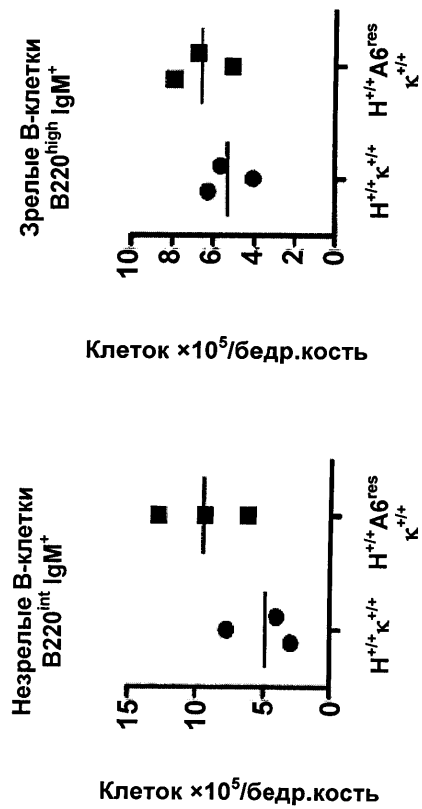 Зрелые В-клетки
B220ʰⁱᵍʰ IgM⁺
Клеток ×10⁵/бедр.кость
10
8
6
4
2
0
H⁺/⁺κ⁺/⁺
H⁺/⁺A6ʳᵉˢ
κ⁺/⁺
Незрелые В-клетки
B220ⁱⁿᵗ IgM⁺
Клеток ×10⁵/бедр.кость
15
10
5
0
H⁺/⁺κ⁺/⁺
H⁺/⁺A6ʳᵉˢ
κ⁺/⁺